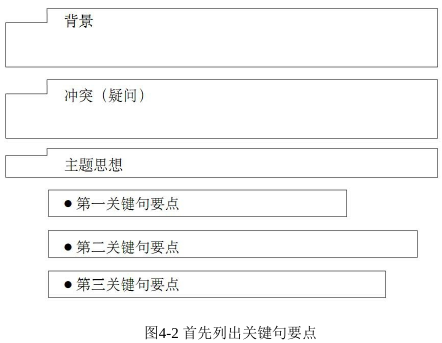 背景
冲突（疑问）
主题思想
●第一关键句要点
●第二关键句要点
●第三关键句要点
图4-2 首先列出关键句要点